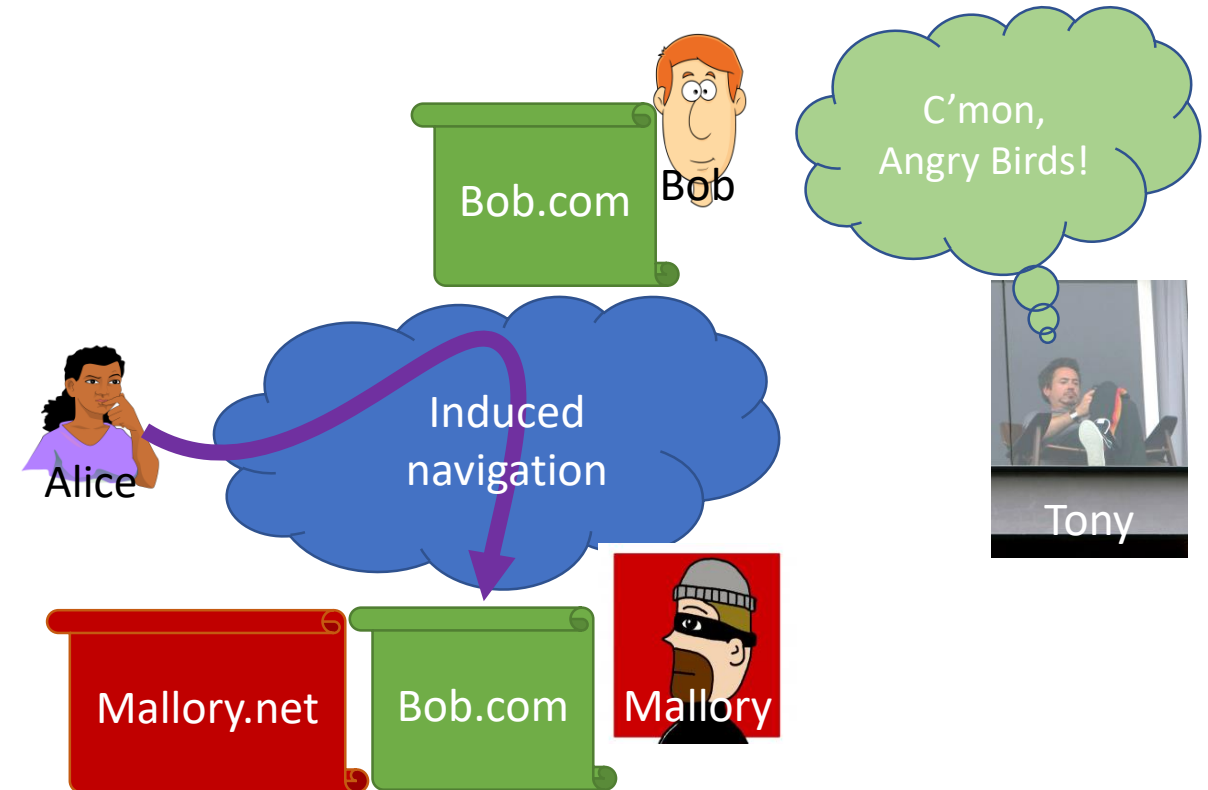 C’mon,
Angry Birds!
Bob.com
Bob
Induced
navigation
Alice
Tony
Mallory.net
Bob.com
Mallory